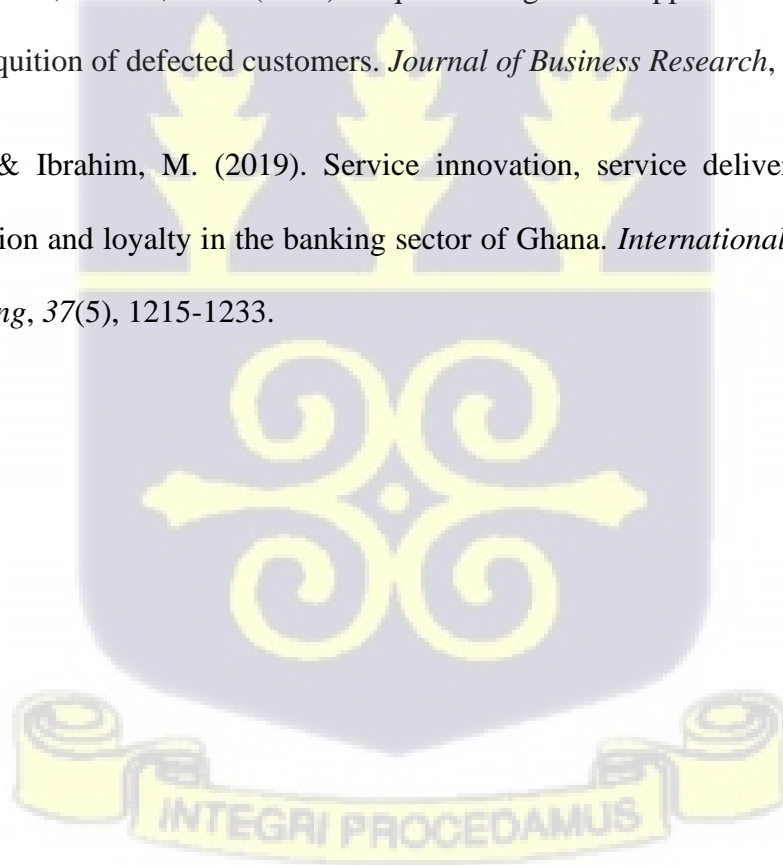 quition of defected customers. Journal of Business Research,
& Ibrahim, M. (2019). Service innovation, service deliver
ion and loyalty in the banking sector of Ghana. International
ng, 37(5), 1215-1233.
INTEGRI PROCEDAMUS